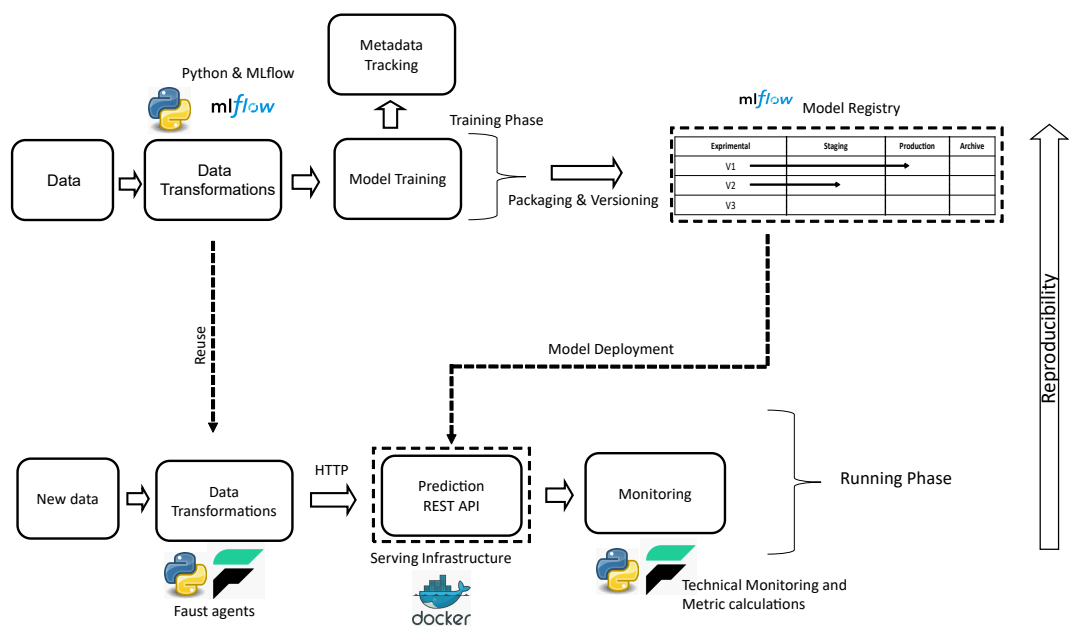 Metadata
Tracking
Python & MLflow
mlflow
Training Phase
mlflow
Model Registry
Data
Data
Transformations
Model Training
Packaging & Versioning
Exprimental
Staging
Production
Archive
V1
V2
V3
Reuse
Model Deployment
Reproducibility
New data
Data
Transformations
HTTP
Prediction
REST API
Monitoring
Running Phase
Serving Infrastructure
Faust agents
docker
Technical Monitoring and
Metric calculations